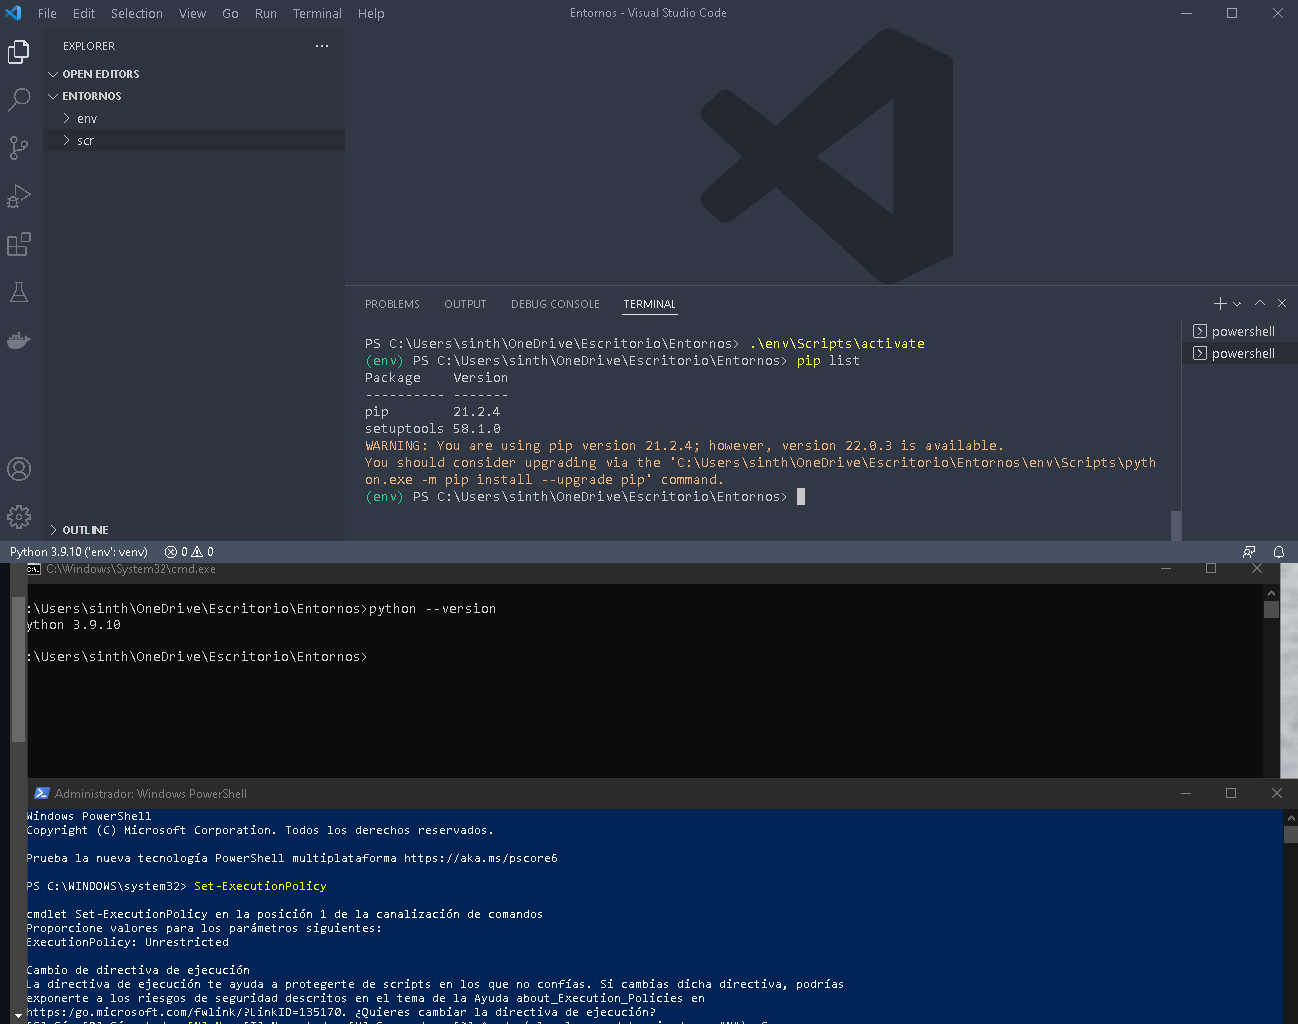 File Edit Selection View Go Run Terminal Help
Entornos - Visual Studio Code
EXPLORER
OPEN EDITORS
ENTORNOS
env
scr
OUTLINE
PROBLEMS OUTPUT DEBUG CONSOLE TERMINAL
powershell
powershell
PS C:\Users\sinth\OneDrive\Escritorio\Entornos> .\env\Scripts\activate
(env) PS C:\Users\sinth\OneDrive\Escritorio\Entornos> pip list
Package    Version
---------- -------
pip        21.2.4
setuptools 58.1.0
WARNING: You are using pip version 21.2.4; however, version 22.0.3 is available.
You should consider upgrading via the 'C:\Users\sinth\OneDrive\Escritorio\Entornos\env\Scripts\pyth
on.exe -m pip install --upgrade pip' command.
(env) PS C:\Users\sinth\OneDrive\Escritorio\Entornos>
Python 3.9.10 ('env': venv) 0 0
C:\Windows\System32\cmd.exe
:\Users\sinth\OneDrive\Escritorio\Entornos>python --version
ython 3.9.10
:\Users\sinth\OneDrive\Escritorio\Entornos>
Administrador: Windows PowerShell
Windows PowerShell
Copyright (C) Microsoft Corporation. Todos los derechos reservados.
Prueba la nueva tecnología PowerShell multiplataforma https://aka.ms/pscore6
PS C:\WINDOWS\system32> Set-ExecutionPolicy
cmdlet Set-ExecutionPolicy en la posición 1 de la canalización de comandos
Proporcione valores para los parámetros siguientes:
ExecutionPolicy: Unrestricted
Cambio de directiva de ejecución
La directiva de ejecución te ayuda a protegerte de scripts en los que no confías. Si cambias dicha directiva, podrías
exponerte a los riesgos de seguridad descritos en el tema de la Ayuda about_Execution_Policies en
https:/go.microsoft.com/fwlink/?LinkID=135170. ¿Quieres cambiar la directiva de ejecución?